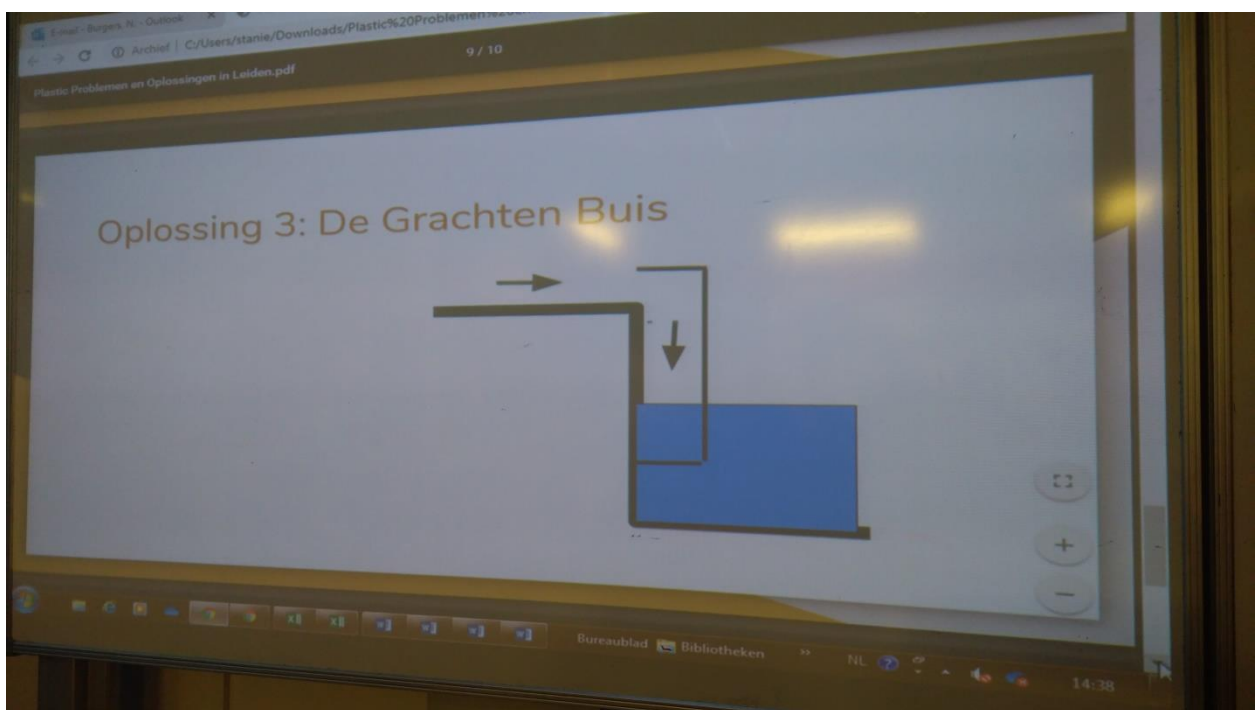 E-mail - Burgers, N. - Outlook
Archief | C:/Users/stanie/Downloads/Plastic%20Problemen%20
Plastic Problemen en Oplossingen in Leiden.pdf
9 / 10
Oplossing 3: De Grachten Buis
Bureaublad Bibliotheken
NL
14:38